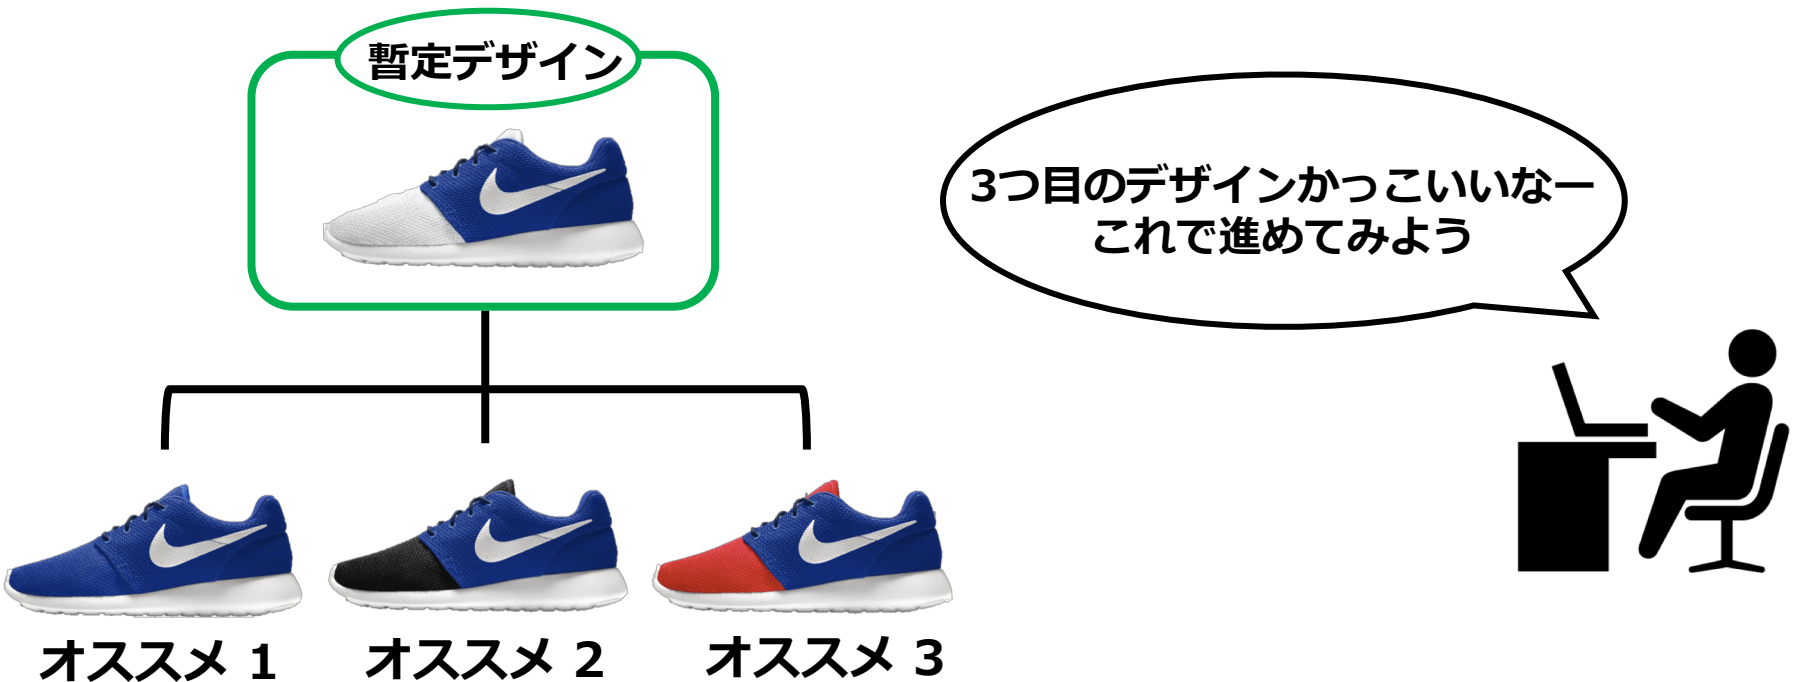 暫定デザイン
3つ目のデザインかっこいいなー
これで進めてみよう
オススメ 1
オススメ 2
オススメ 3